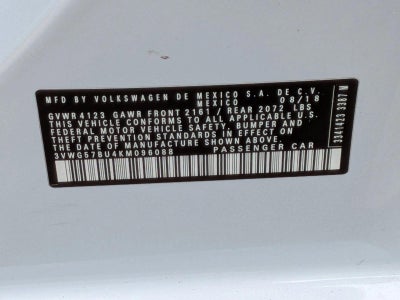 MFD BY VOLKSWAGEN DE MEXICO S.A. DE C.V.
MEXICO 08/18
GVWR 4123 GAWR FRONT 2161/ REAR 2072 LBS
THIS VEHICLE CONFORMS TO ALL APPLICABLE U.S.
FEDERAL MOTOR VEHICLE SAFETY, BUMPER AND
THEFT PREVENTION STANDARDS IN EFFECT ON
THE DATE OF MANUFACTURE SHOWN ABOVE.
3VWG57BU4KM096088 PASSENGER CAR
3341423 3387 M